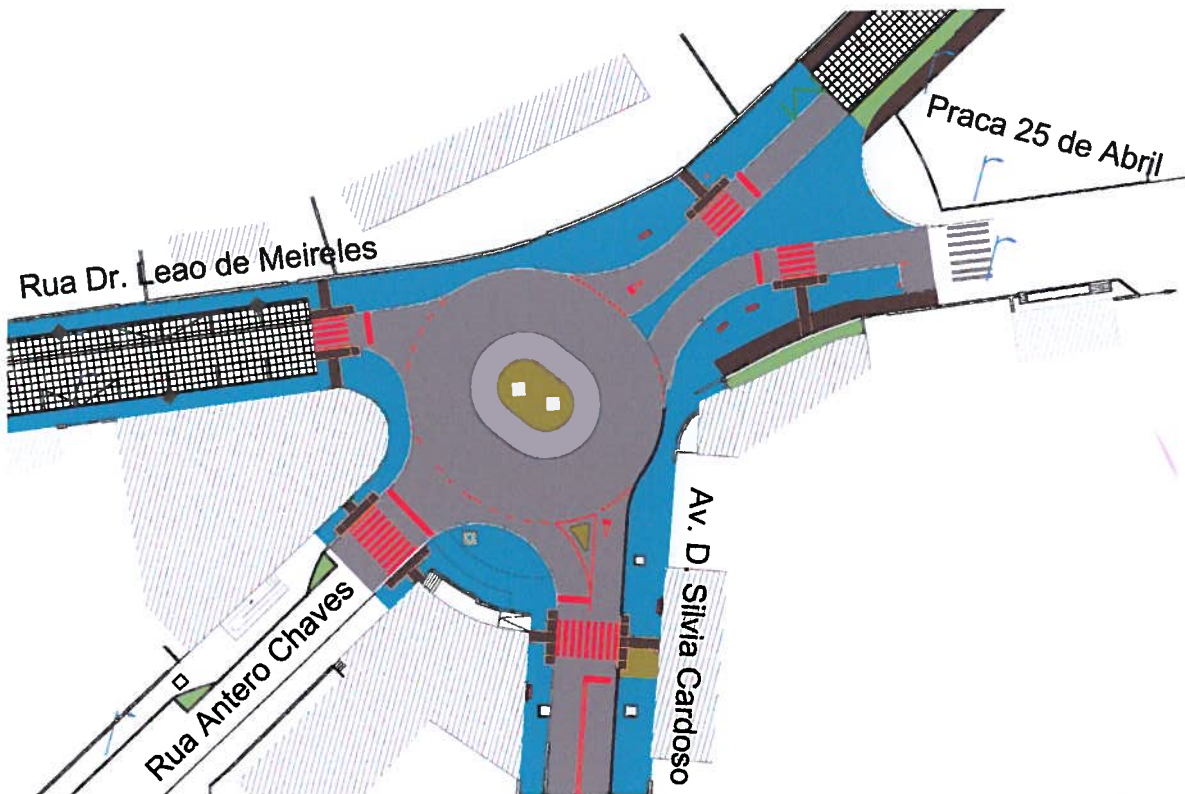 Praca 25 de Abril
Rua Dr. Leao de Meireles
Av. D. Silvia Cardoso
Rua Antero Chaves